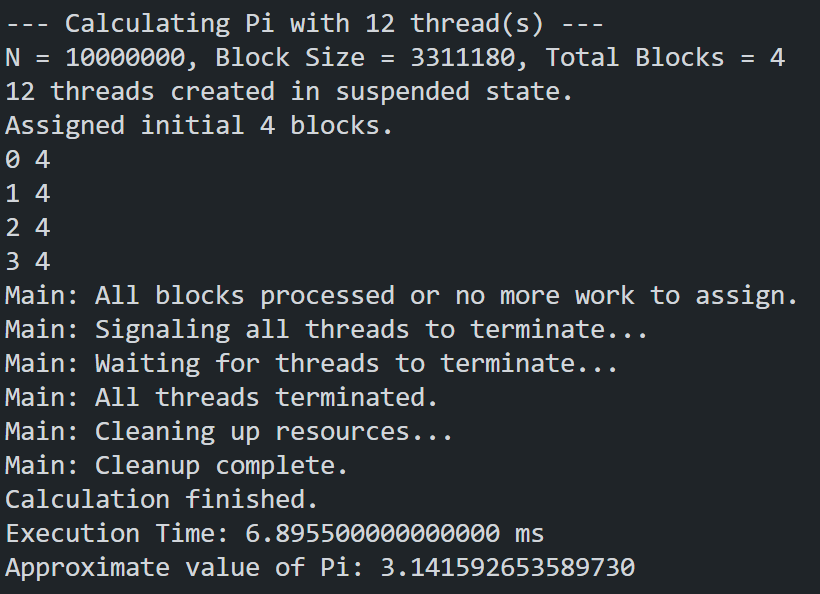 --- Calculating Pi with 12 thread(s) ---
N = 10000000, Block Size = 3311180, Total Blocks = 4
12 threads created in suspended state.
Assigned initial 4 blocks.
0 4
1 4
2 4
3 4
Main: All blocks processed or no more work to assign.
Main: Signaling all threads to terminate...
Main: Waiting for threads to terminate...
Main: All threads terminated.
Main: Cleaning up resources...
Main: Cleanup complete.
Calculation finished.
Execution Time: 6.895500000000000 ms
Approximate value of Pi: 3.141592653589730